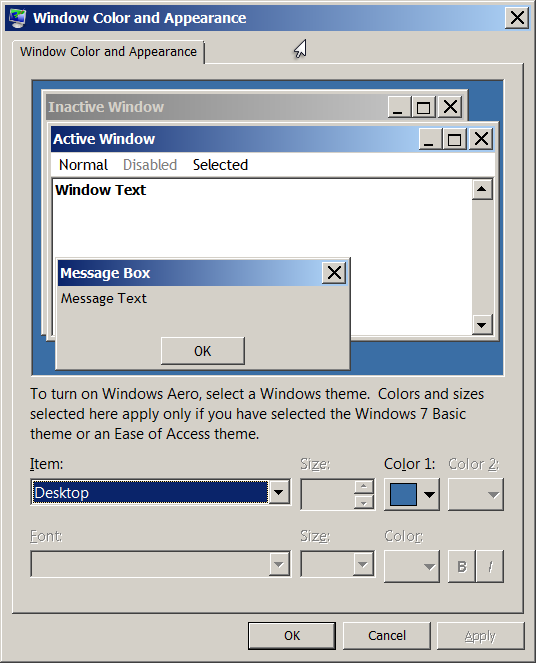 Window Color and Appearance
Window Color and Appearance
Inactive Window
Active Window
Normal Disabled Selected
Window Text
Message Box
Message Text
OK
To turn on Windows Aero, select a Windows theme. Colors and sizes
selected here apply only if you have selected the Windows 7 Basic
theme or an Ease of Access theme.
Item: Size: Color 1: Color 2:
Desktop
Font: Size: Color:
B I
OK Cancel Apply